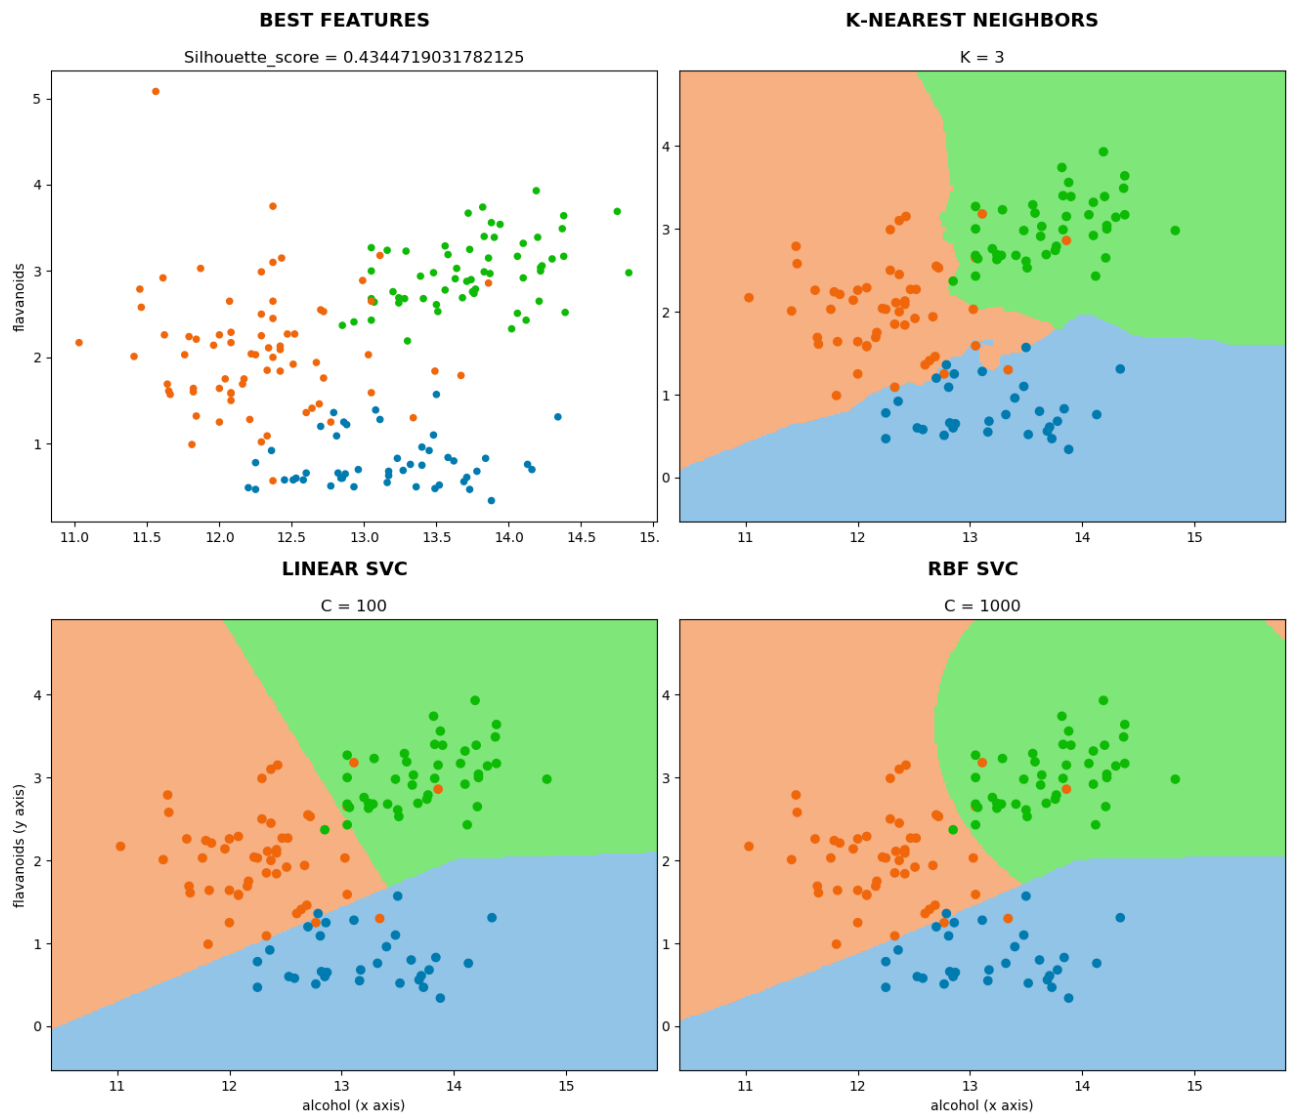 BEST FEATURES
Silhouette_score = 0.4344719031782125
5
4
3
2
1
flavanoids
11.0 11.5 12.0 12.5 13.0 13.5 14.0 14.5 15.
K-NEAREST NEIGHBORS
K = 3
4
3
2
1
0
11 12 13 14 15
LINEAR SVC
C = 100
4
3
2
1
0
flavanoids (y axis)
11 12 13 14 15
alcohol (x axis)
RBF SVC
C = 1000
4
3
2
1
0
11 12 13 14 15
alcohol (x axis)